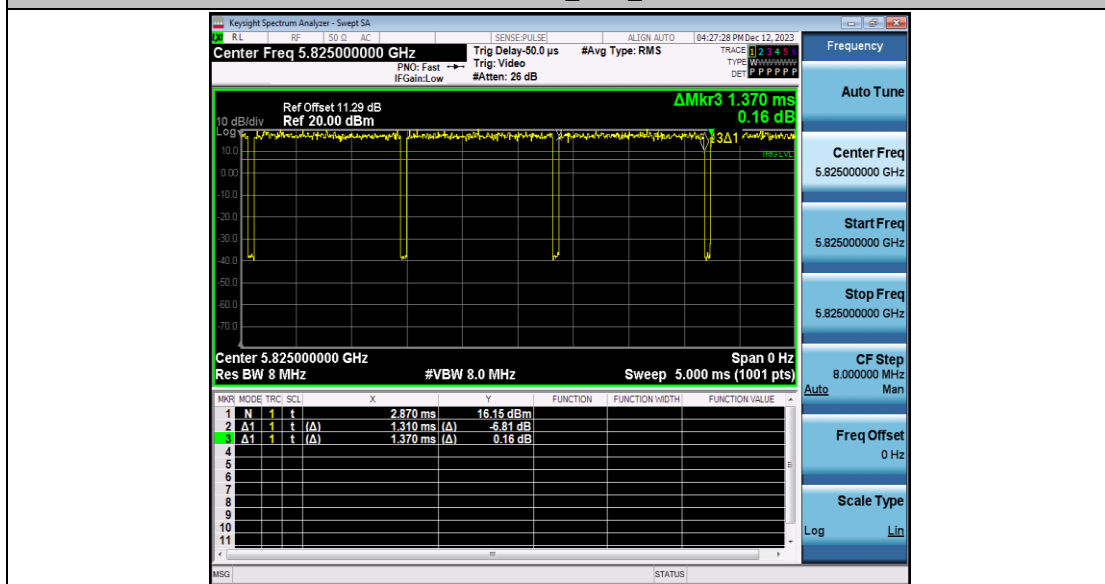 Keysight Spectrum Analyzer - Swept SA
RL RF 50 Ω AC SENSE:PULSE ALIGN AUTO 04:27:28 PM Dec 12, 2023
Center Freq 5.825000000 GHz
PNO: Fast
IFGain:Low
Trig Delay-50.0 µs
Trig: Video
#Atten: 26 dB
#Avg Type: RMS
TRACE 1 2 3 4 5 6
TYPE WWWWWW
DET P P P P P P
ΔMkr3 1.370 ms
0.16 dB
Ref Offset 11.29 dB
10 dB/div Ref 20.00 dBm
Log
3Δ1
TRIG LVL
10.0
0.00
-10.0
-20.0
-30.0
-40.0
-50.0
-60.0
-70.0
Center 5.825000000 GHz Span 0 Hz
Res BW 8 MHz #VBW 8.0 MHz Sweep 5.000 ms (1001 pts)
MKR MODE TRC SCL X Y FUNCTION FUNCTION WIDTH FUNCTION VALUE
1 N 1 t 2.870 ms 16.15 dBm
2 Δ1 1 t (Δ) 1.310 ms (Δ) -6.81 dB
3 Δ1 1 t (Δ) 1.370 ms (Δ) 0.16 dB
4
5
6
7
8
9
10
11
MSG STATUS
Frequency
Auto Tune
Center Freq
5.825000000 GHz
Start Freq
5.825000000 GHz
Stop Freq
5.825000000 GHz
CF Step
8.000000 MHz
Auto Man
Freq Offset
0 Hz
Scale Type
Log Lin